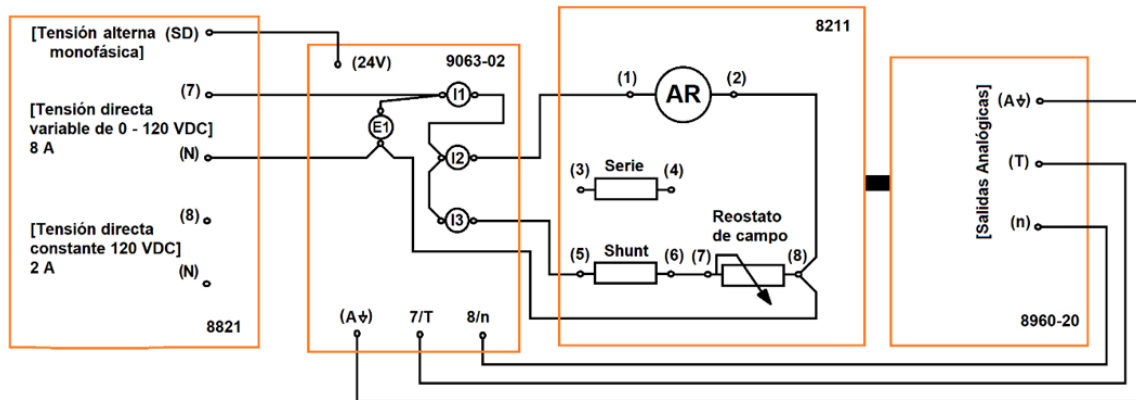 [Tensión alterna (SD)
monofásica]
(7)
[Tensión directa
variable de 0 - 120 VDC]
8 A
(N)
(8)
[Tensión directa
constante 120 VDC]
2 A
(N)
8821
9063-02
(24V)
I1
E1
I2
I3
(A⏚)
7/T
8/n
8211
(1)
AR
(2)
(3)
Serie
(4)
Reostato
de campo
(5)
Shunt
(6)
(7)
(8)
[Salidas Analógicas]
(A⏚)
(T)
(n)
8960-20